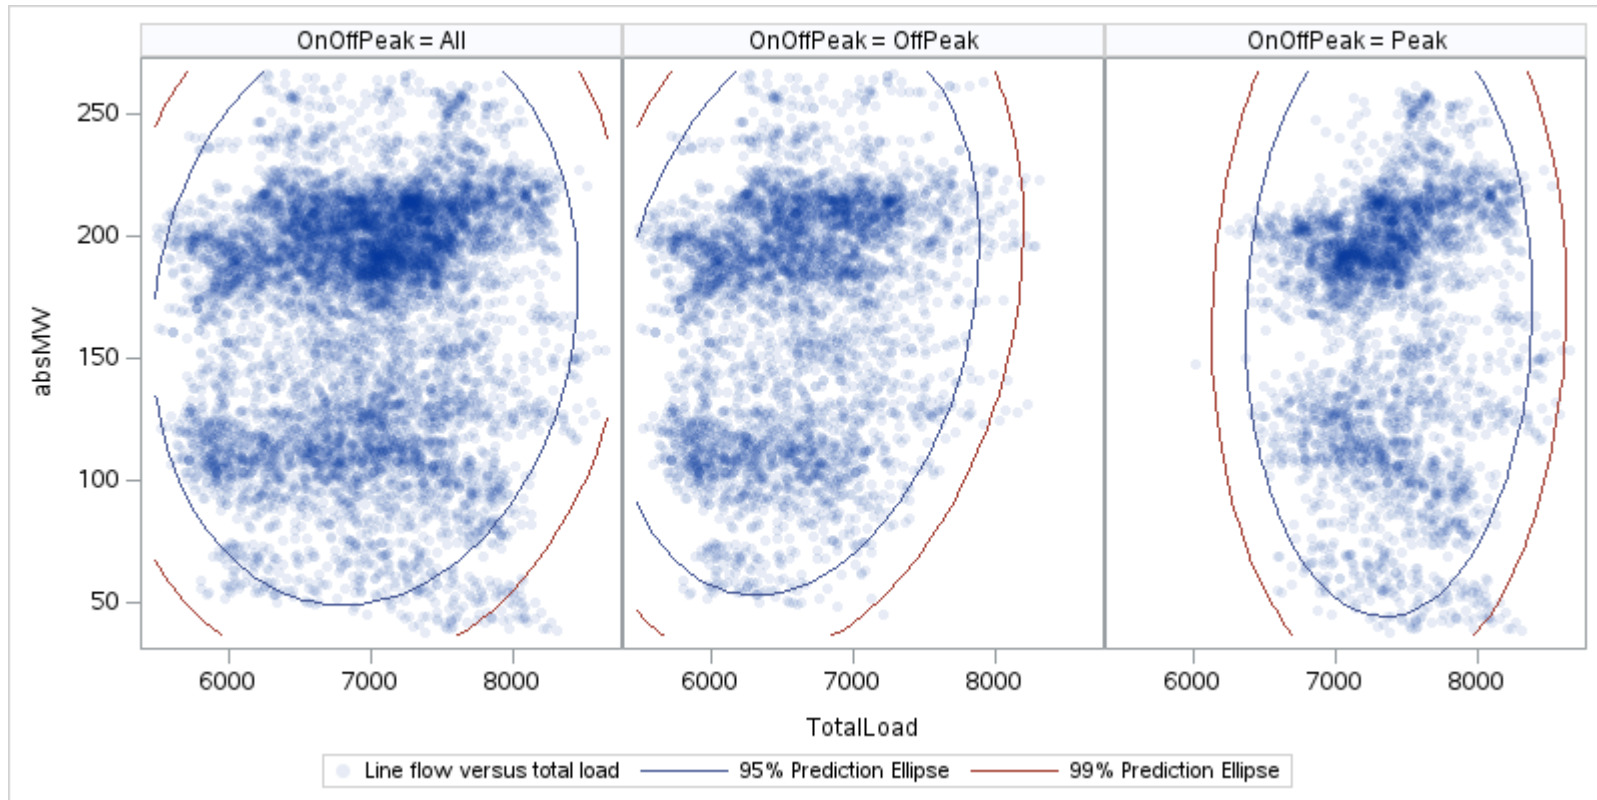 OnOffPeak = All
OnOffPeak = OffPeak
OnOffPeak = Peak
absMW
250
200
150
100
50
6000 7000 8000
6000 7000 8000
6000 7000 8000
TotalLoad
Line flow versus total load
95% Prediction Ellipse
99% Prediction Ellipse